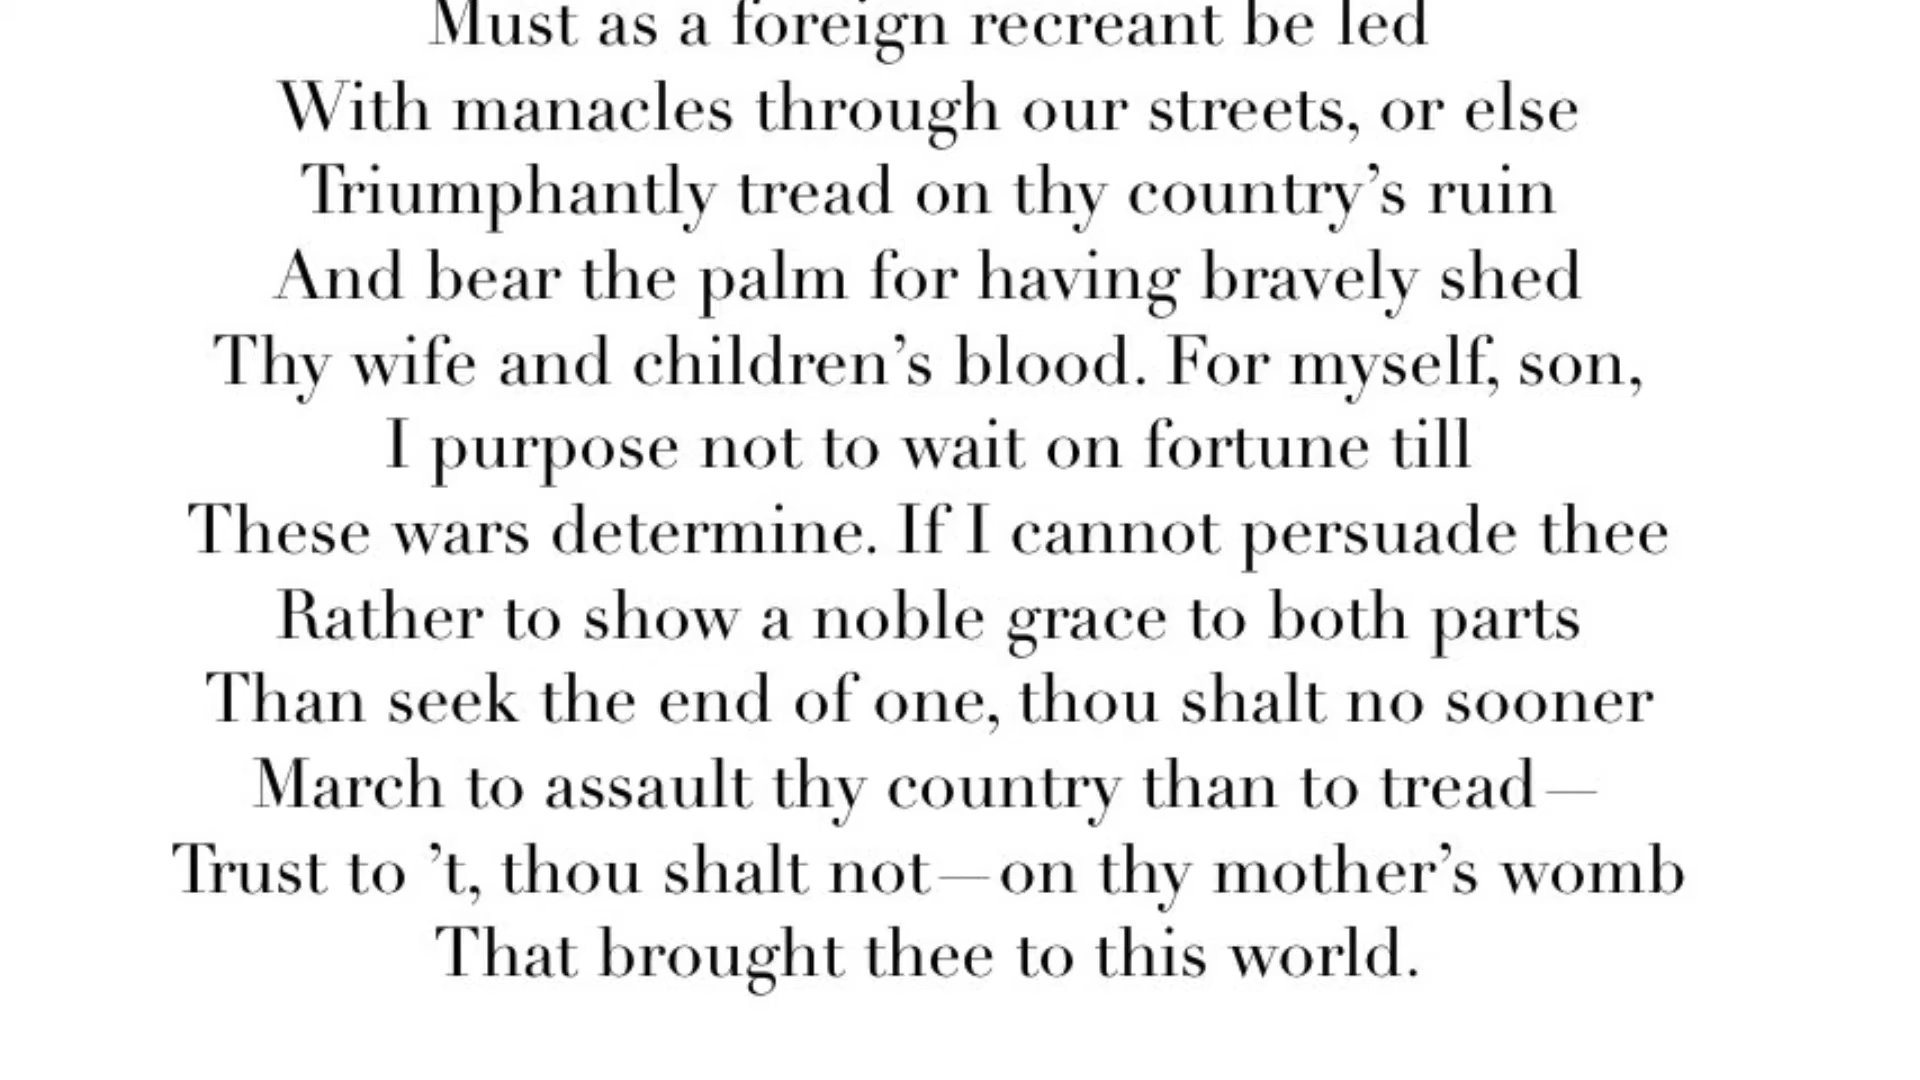 Must as a foreign recreant be led
With manacles through our streets, or else
Triumphantly tread on thy country’s ruin
And bear the palm for having bravely shed
Thy wife and children’s blood. For myself, son,
I purpose not to wait on fortune till
These wars determine. If I cannot persuade thee
Rather to show a noble grace to both parts
Than seek the end of one, thou shalt no sooner
March to assault thy country than to tread—
Trust to ’t, thou shalt not—on thy mother’s womb
That brought thee to this world.